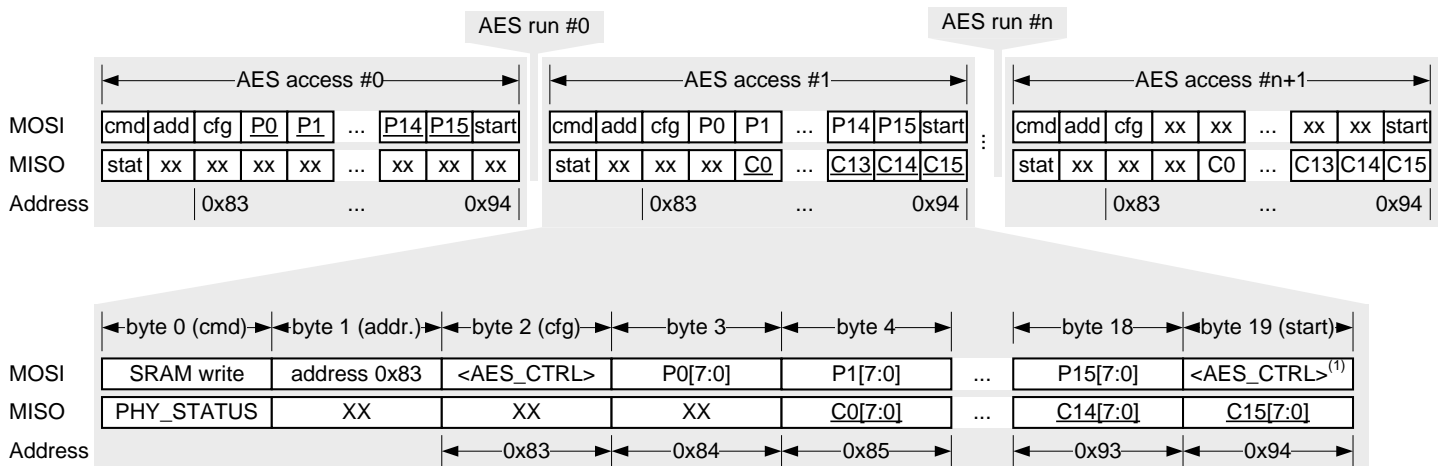 AES run #0 AES run #n
AES access #0 AES access #1 AES access #n+1
MOSI cmd add cfg P0 P1 ... P14 P15 start cmd add cfg P0 P1 ... P14 P15 start ... cmd add cfg xx xx ... xx xx start
MISO stat xx xx xx xx ... xx xx xx stat xx xx xx C0 ... C13 C14 C15 stat xx xx xx C0 ... C13 C14 C15
Address 0x83 ... 0x94 0x83 ... 0x94 0x83 ... 0x94
byte 0 (cmd) byte 1 (addr.) byte 2 (cfg) byte 3 byte 4 byte 18 byte 19 (start)
MOSI SRAM write address 0x83 <AES_CTRL> P0[7:0] P1[7:0] ... P15[7:0] <AES_CTRL>(1)
MISO PHY_STATUS XX XX XX C0[7:0] ... C14[7:0] C15[7:0]
Address 0x83 0x84 0x85 0x93 0x94